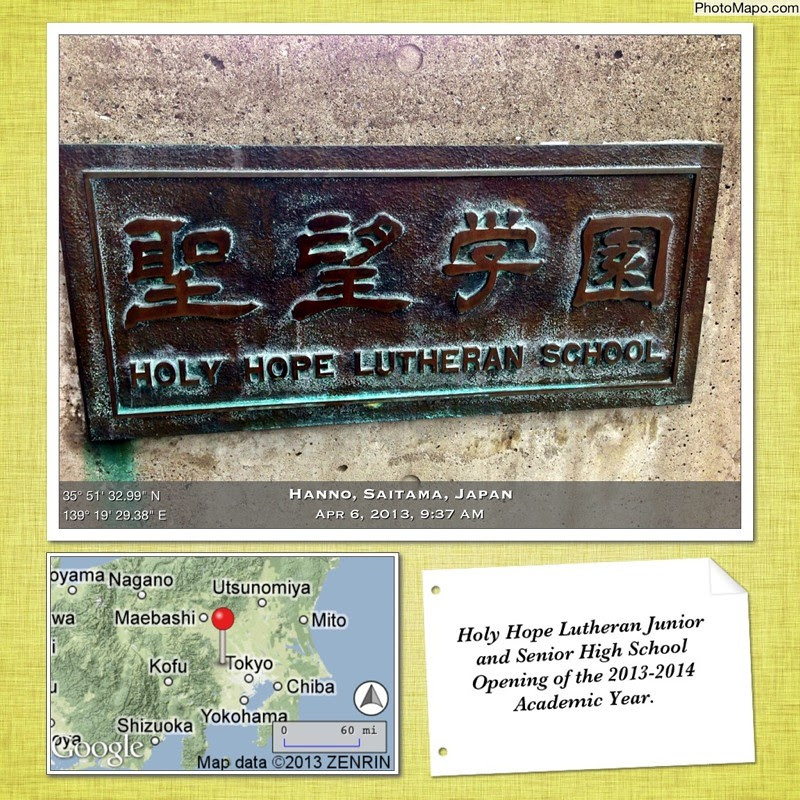 PhotoMapo.com
聖望学園
HOLY HOPE LUTHERAN SCHOOL
35° 51' 32.99" N
139° 19' 29.38" E
HANNO, SAITAMA, JAPAN
APR 6, 2013, 9:37 AM
oyama
Nagano
Utsunomiya
wa
Maebashi
Mito
i
Kofu
Tokyo
Chiba
Yokohama
Shizuoka
oya
Google
0 60 mi
Map data ©2013 ZENRIN
Holy Hope Lutheran Junior
and Senior High School
Opening of the 2013-2014
Academic Year.